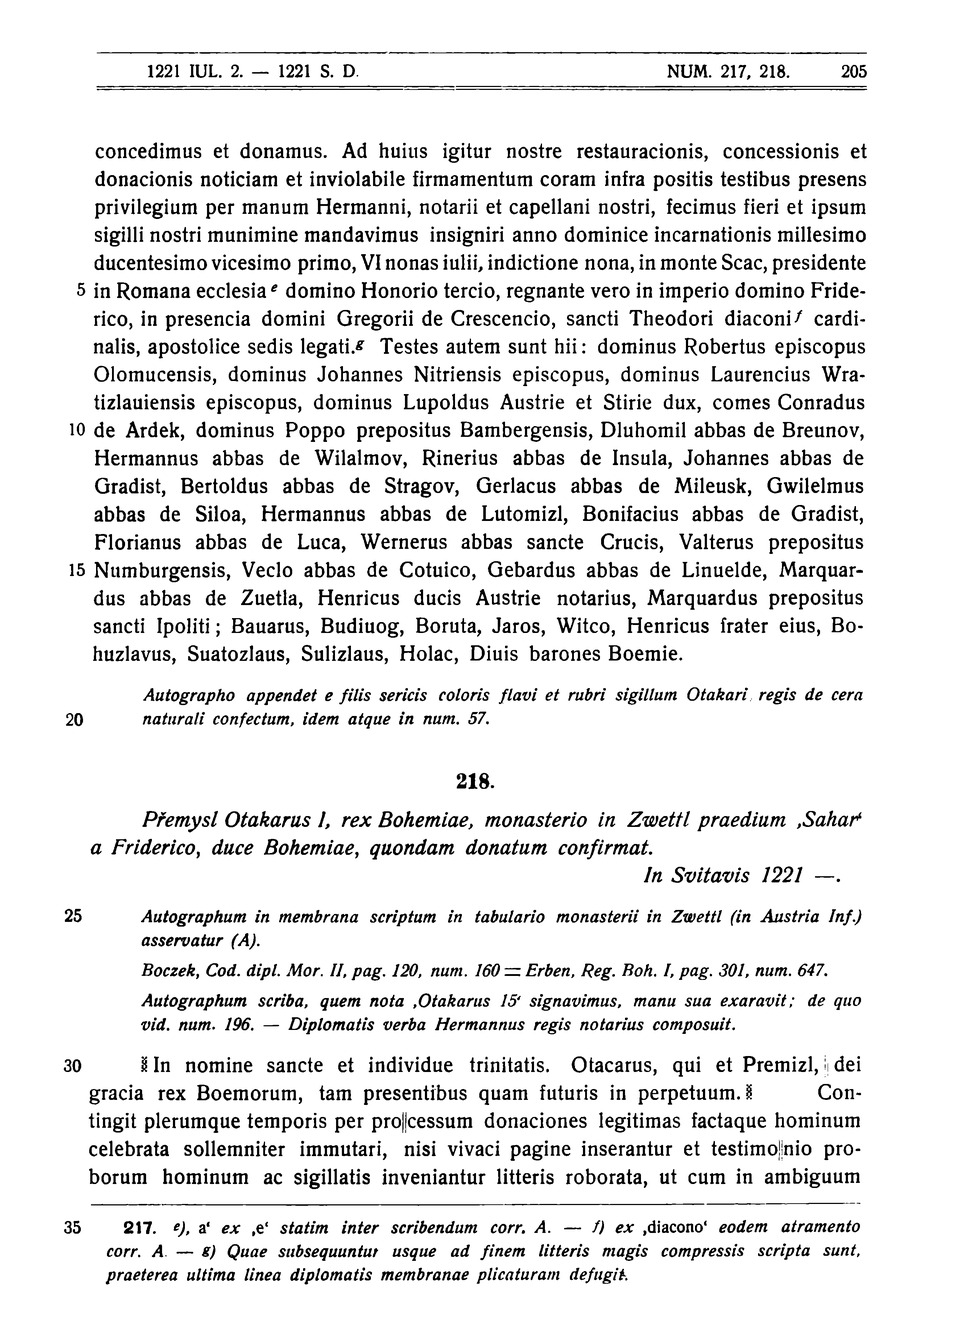 1221 IUL. 2. — 1221 S. D. NUM. 217, 218. 205
concedimus et donamus. Ad huius igitur nostre restauracionis, concessionis et
donacionis noticiam et inviolabile firmamentum coram infra positis testibus presens
privilegium per manum Hermanni, notarii et capellani nostri, fecimus fieri et ipsum
sigilli nostri munimine mandavimus insigniri anno dominice incarnationis millesimo
ducentesimo vicesimo primo, VI nonas iulii, indictione nona, in monte Scac, presidente
5 in Romana ecclesia e domino Honorio tercio, regnante vero in imperio domino Fride-
rico, in presencia domini Gregorii de Crescencio, sancti Theodori diaconi f cardi-
nalis, apostolice sedis legati.g Testes autem sunt hii: dominus Robertus episcopus
Olomucensis, dominus Johannes Nitriensis episcopus, dominus Laurencius Wra-
tizlauiensis episcopus, dominus Lupoldus Austrie et Stirie dux, comes Conradus
10 de Ardek, dominus Poppo prepositus Bambergensis, Dluhomil abbas de Breunov,
Hermannus abbas de Wilalmov, Rinerius abbas de Insula, Johannes abbas de
Gradist, Bertoldus abbas de Stragov, Gerlacus abbas de Mileusk, Gwilelmus
abbas de Siloa, Hermannus abbas de Lutomizl, Bonifacius abbas de Gradist,
Florianus abbas de Luca, Wernerus abbas sancte Crucis, Valterus prepositus
15 Numburgensis, Veclo abbas de Cotuico, Gebardus abbas de Linuelde, Marquar-
dus abbas de Zuetla, Henricus ducis Austrie notarius, Marquardus prepositus
sancti Ipoliti; Bauarus, Budiuog, Boruta, Jaros, Witco, Henricus frater eius, Bo-
huzlavus, Suatozlaus, Sulizlaus, Holac, Diuis barones Boemie.
Autographo appendet e filis sericis coloris flavi et rubri sigillum Otakari regis de cera
20 naturali confectum, idem atque in num. 57.
218.
Přemysl Otakarus I, rex Bohemiae, monasterio in Zwettl praedium ‚Sahar‘
a Friderico, duce Bohemiae, quondam donatum confirmat.
In Svitavis 1221 —.
25 Autographum in membrana scriptum in tabulario monasterii in Zwettl (in Austria Inf.)
asservatur (A).
Boczek, Cod. dipl. Mor. II, pag. 120, num. 160 = Erben, Reg. Boh. I, pag. 301, num. 647.
Autographum scriba, quem nota ‚Otakarus 15‘ signavimus, manu sua exaravit; de quo
vid. num. 196. — Diplomatis verba Hermannus regis notarius composuit.
30 ⁑ In nomine sancte et individue trinitatis. Otacarus, qui et Premizl, || dei
gracia rex Boemorum, tam presentibus quam futuris in perpetuum. ⁑ Con-
tingit plerumque temporis per pro||cessum donaciones legitimas factaque hominum
celebrata sollemniter immutari, nisi vivaci pagine inserantur et testimo||nio pro-
borum hominum ac sigillatis inveniantur litteris roborata, ut cum in ambiguum
35 217. e), a‘ ex ‚e‘ statim inter scribendum corr. A. — f) ex ‚diacono‘ eodem atramento
corr. A. — g) Quae subsequuntur usque ad finem litteris magis compressis scripta sunt,
praeterea ultima linea diplomatis membranae plicaturam defugit.